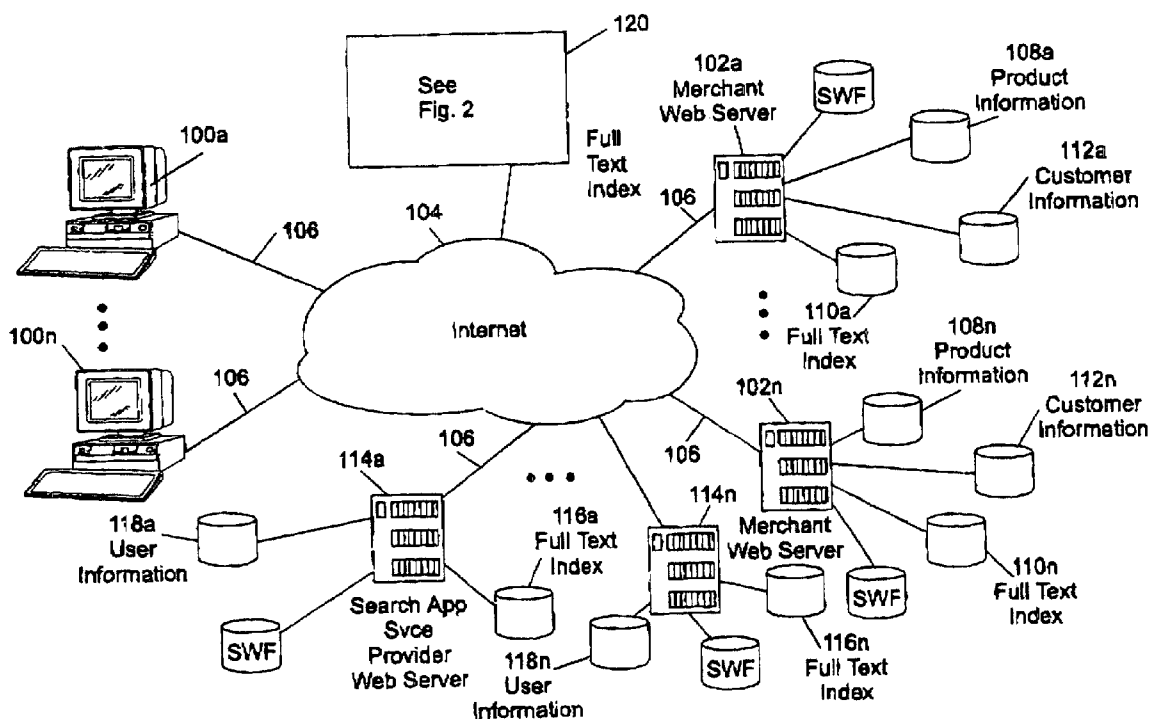 120
See
Fig. 2
Full
Text
Index
102a
Merchant
Web Server
SWF
108a
Product
Information
112a
Customer
Information
100a
106
104
106
Internet
110a
Full Text
Index
100n
106
108n
Product
Information
102n
112n
Customer
Information
106
106
114a
114n
118a
User
Information
116a
Full Text
Index
Merchant
Web Server
110n
Full Text
Index
SWF
Search App
Svce
Provider
Web Server
SWF
118n
User
Information
SWF
116n
Full Text
Index